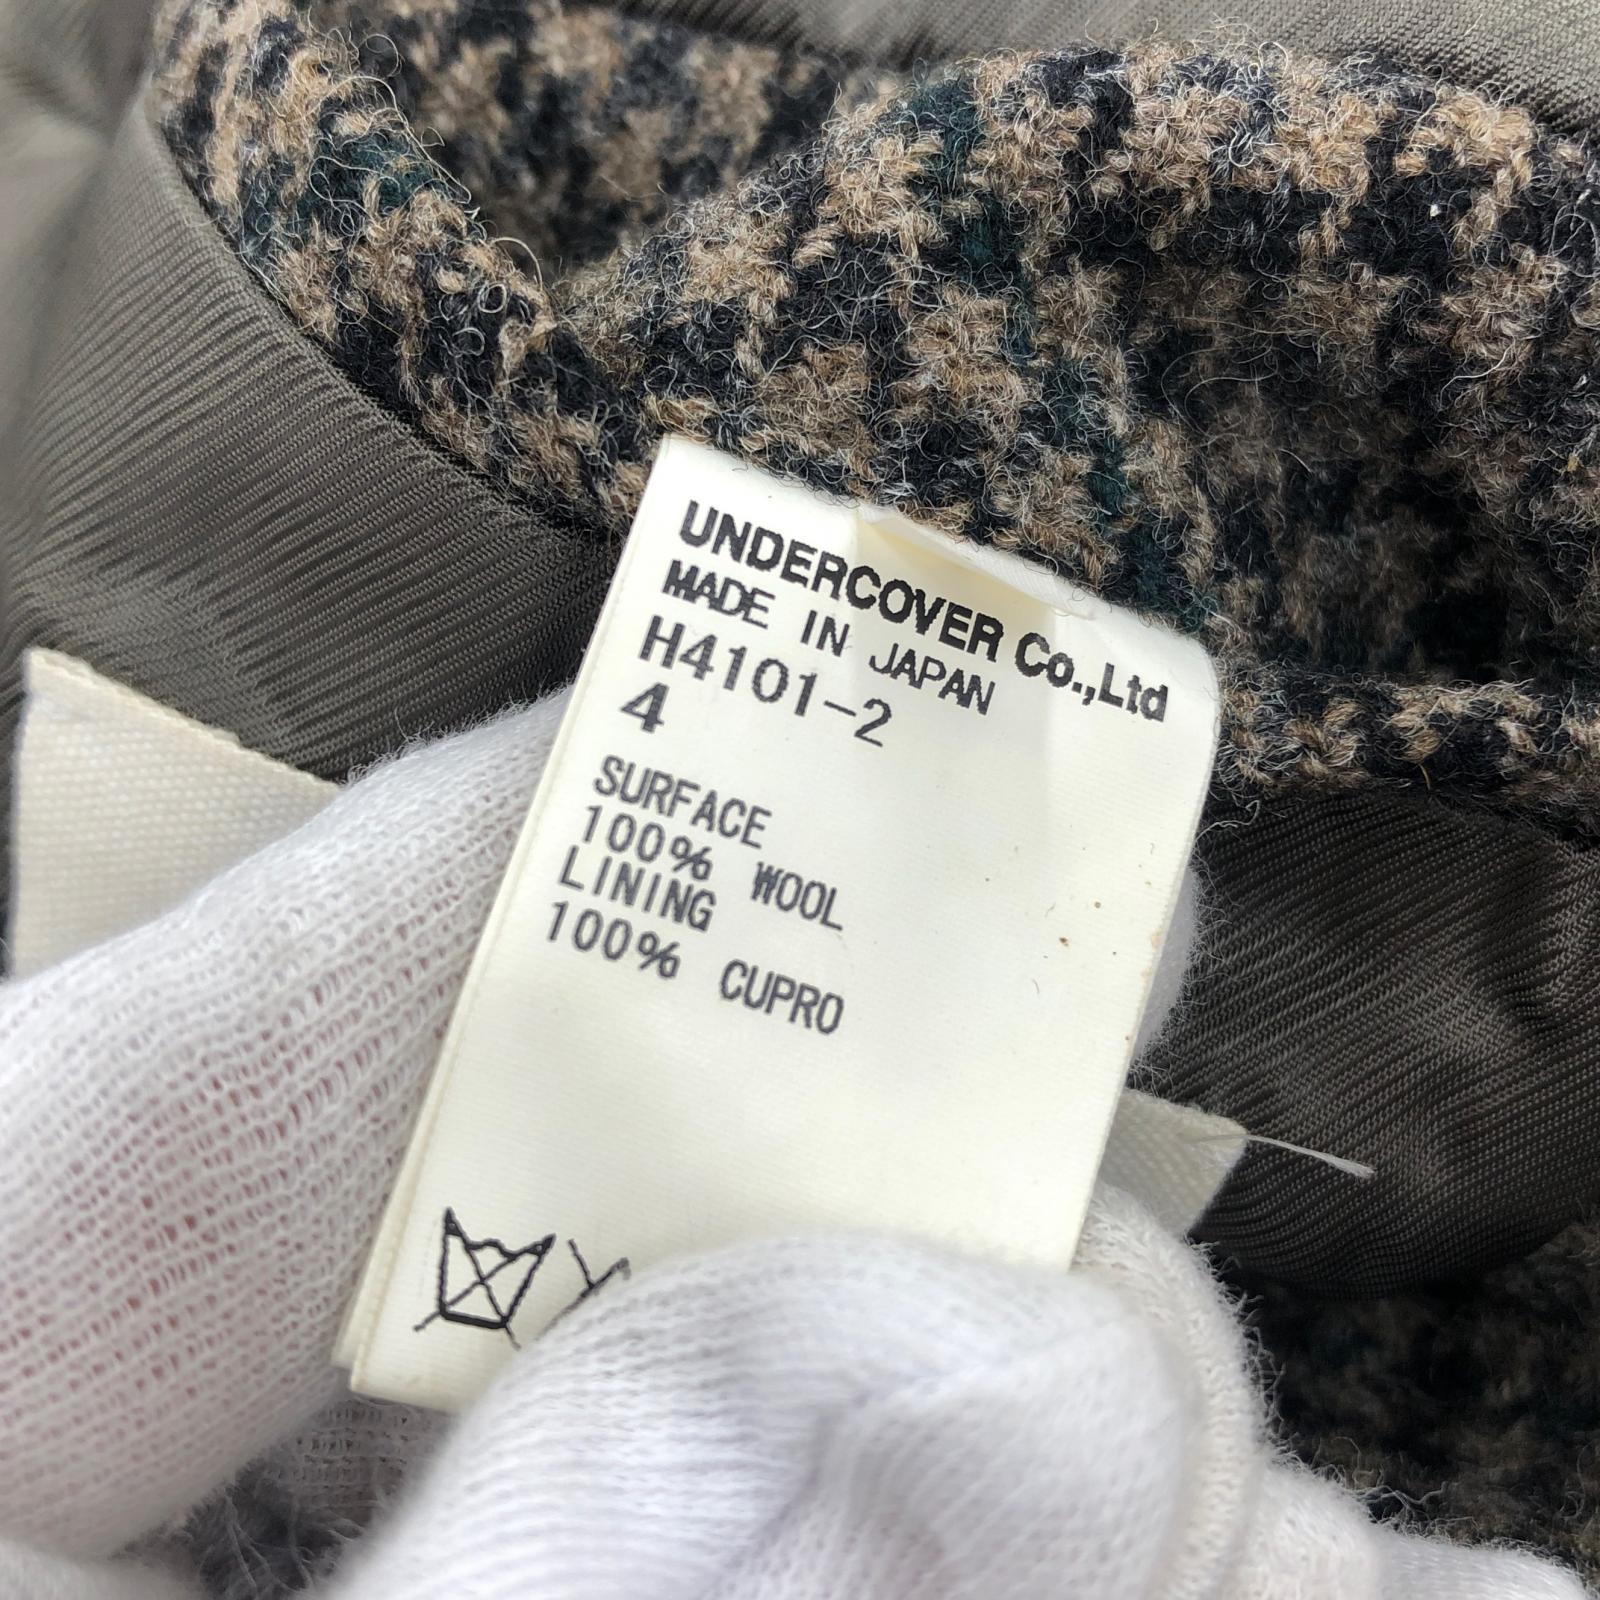 UNDERCOVER Co.,Ltd
MADE IN JAPAN
H4101-2
4
SURFACE
100% WOOL
LINING
100% CUPRO